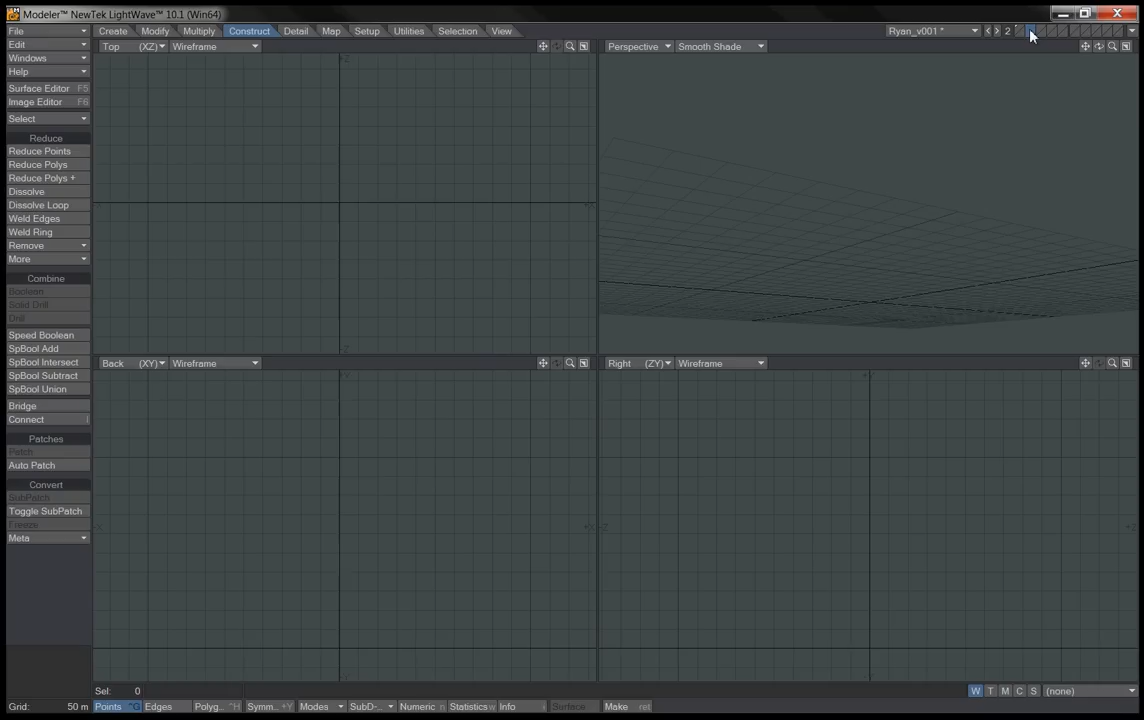 Modeler™ NewTek LightWave™ 10.1 (Win64)
File Create Modify Multiply Construct Detail Map Setup Utilities Selection View Ryan_v001 * 2
Edit Top (XZ) Wireframe Perspective Smooth Shade
Windows
Help
Surface Editor F5
Image Editor F6
Select
Reduce
Reduce Points
Reduce Polys
Reduce Polys +
Dissolve
Dissolve Loop
Weld Edges
Weld Ring
Remove
More
Combine
Boolean
Solid Drill
Drill
Speed Boolean
SpBool Add
SpBool Intersect
Back (XY) Wireframe Right (ZY) Wireframe
SpBool Subtract
SpBool Union
Bridge
Connect I
Patches
Patch
Auto Patch
Convert
SubPatch
Toggle SubPatch
Freeze
Meta
Sel: 0 W T M C S (none)
Grid: 50 m Points ^G Edges Polyg.. ^H Symm.. +Y Modes SubD-.. Numeric n Statistics w Info i Surface Make ret